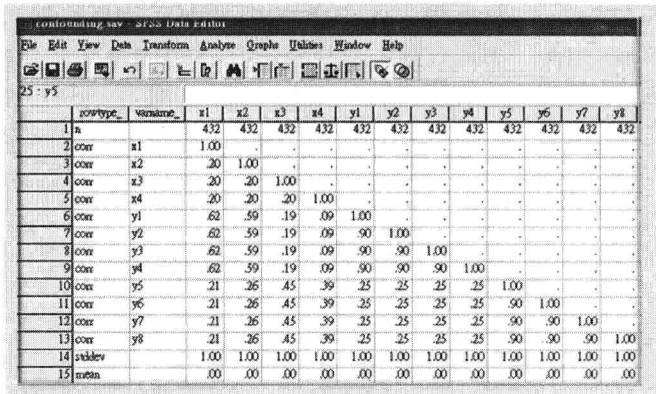 confounding.sav - SPSS Data Editor
File Edit View Data Transform Analyze Graphs Utilities Window Help
25 : y5
rowtype_ varname_ x1 x2 x3 x4 y1 y2 y3 y4 y5 y6 y7 y8
1 n 432 432 432 432 432 432 432 432 432 432 432 432
2 corr x1 1.00 . . . . . . . . . . .
3 corr x2 .20 1.00 . . . . . . . . . .
4 corr x3 .20 .20 1.00 . . . . . . . . .
5 corr x4 .20 .20 .20 1.00 . . . . . . . .
6 corr y1 .62 .59 .19 .09 1.00 . . . . . . .
7 corr y2 .62 .59 .19 .09 .90 1.00 . . . . . .
8 corr y3 .62 .59 .19 .09 .90 .90 1.00 . . . . .
9 corr y4 .62 .59 .19 .09 .90 .90 .90 1.00 . . . .
10 corr y5 .21 .26 .45 .39 .25 .25 .25 .25 1.00 . . .
11 corr y6 .21 .26 .45 .39 .25 .25 .25 .25 .90 1.00 . .
12 corr y7 .21 .26 .45 .39 .25 .25 .25 .25 .90 .90 1.00 .
13 corr y8 .21 .26 .45 .39 .25 .25 .25 .25 .90 .90 .90 1.00
14 stddev 1.00 1.00 1.00 1.00 1.00 1.00 1.00 1.00 1.00 1.00 1.00 1.00
15 mean .00 .00 .00 .00 .00 .00 .00 .00 .00 .00 .00 .00